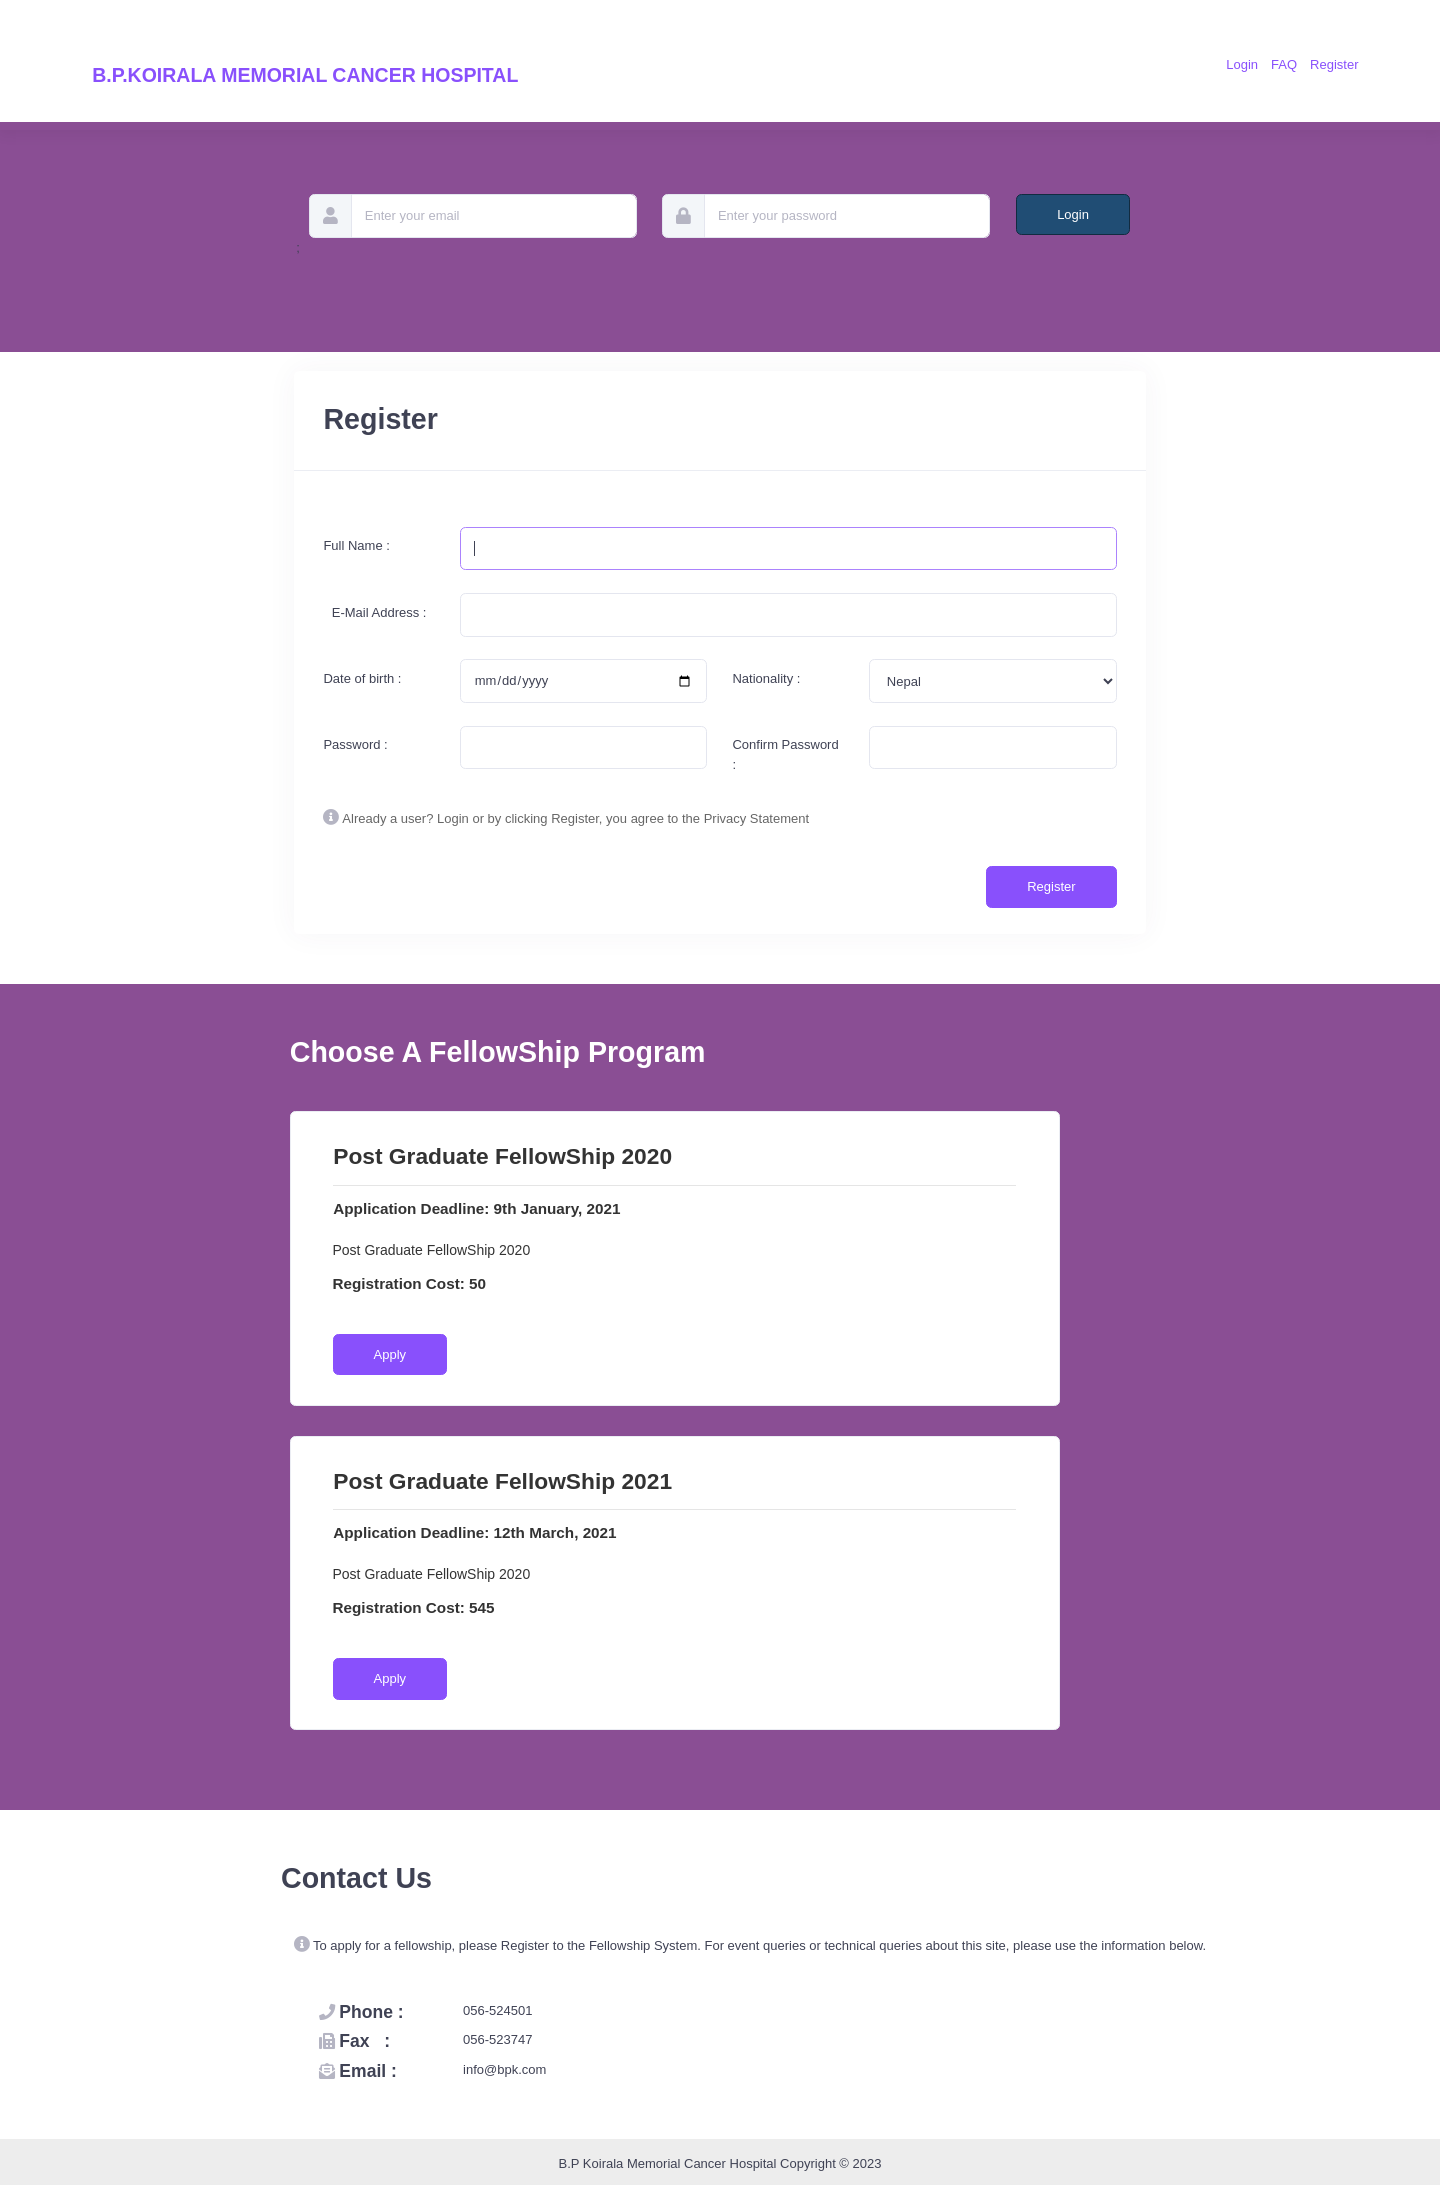 B.P.KOIRALA MEMORIAL CANCER HOSPITAL
Login FAQ Register
Enter your email
Enter your password
Login
;
Register
Full Name :
E-Mail Address :
Date of birth :
mm/dd/yyyy
Nationality :
Nepal
Password :
Confirm Password
:
Already a user? Login or by clicking Register, you agree to the Privacy Statement
Register
Choose A FellowShip Program
Post Graduate FellowShip 2020
Application Deadline: 9th January, 2021
Post Graduate FellowShip 2020
Registration Cost: 50
Apply
Post Graduate FellowShip 2021
Application Deadline: 12th March, 2021
Post Graduate FellowShip 2020
Registration Cost: 545
Apply
Contact Us
To apply for a fellowship, please Register to the Fellowship System. For event queries or technical queries about this site, please use the information below.
Phone : 056-524501
Fax : 056-523747
Email : info@bpk.com
B.P Koirala Memorial Cancer Hospital Copyright © 2023